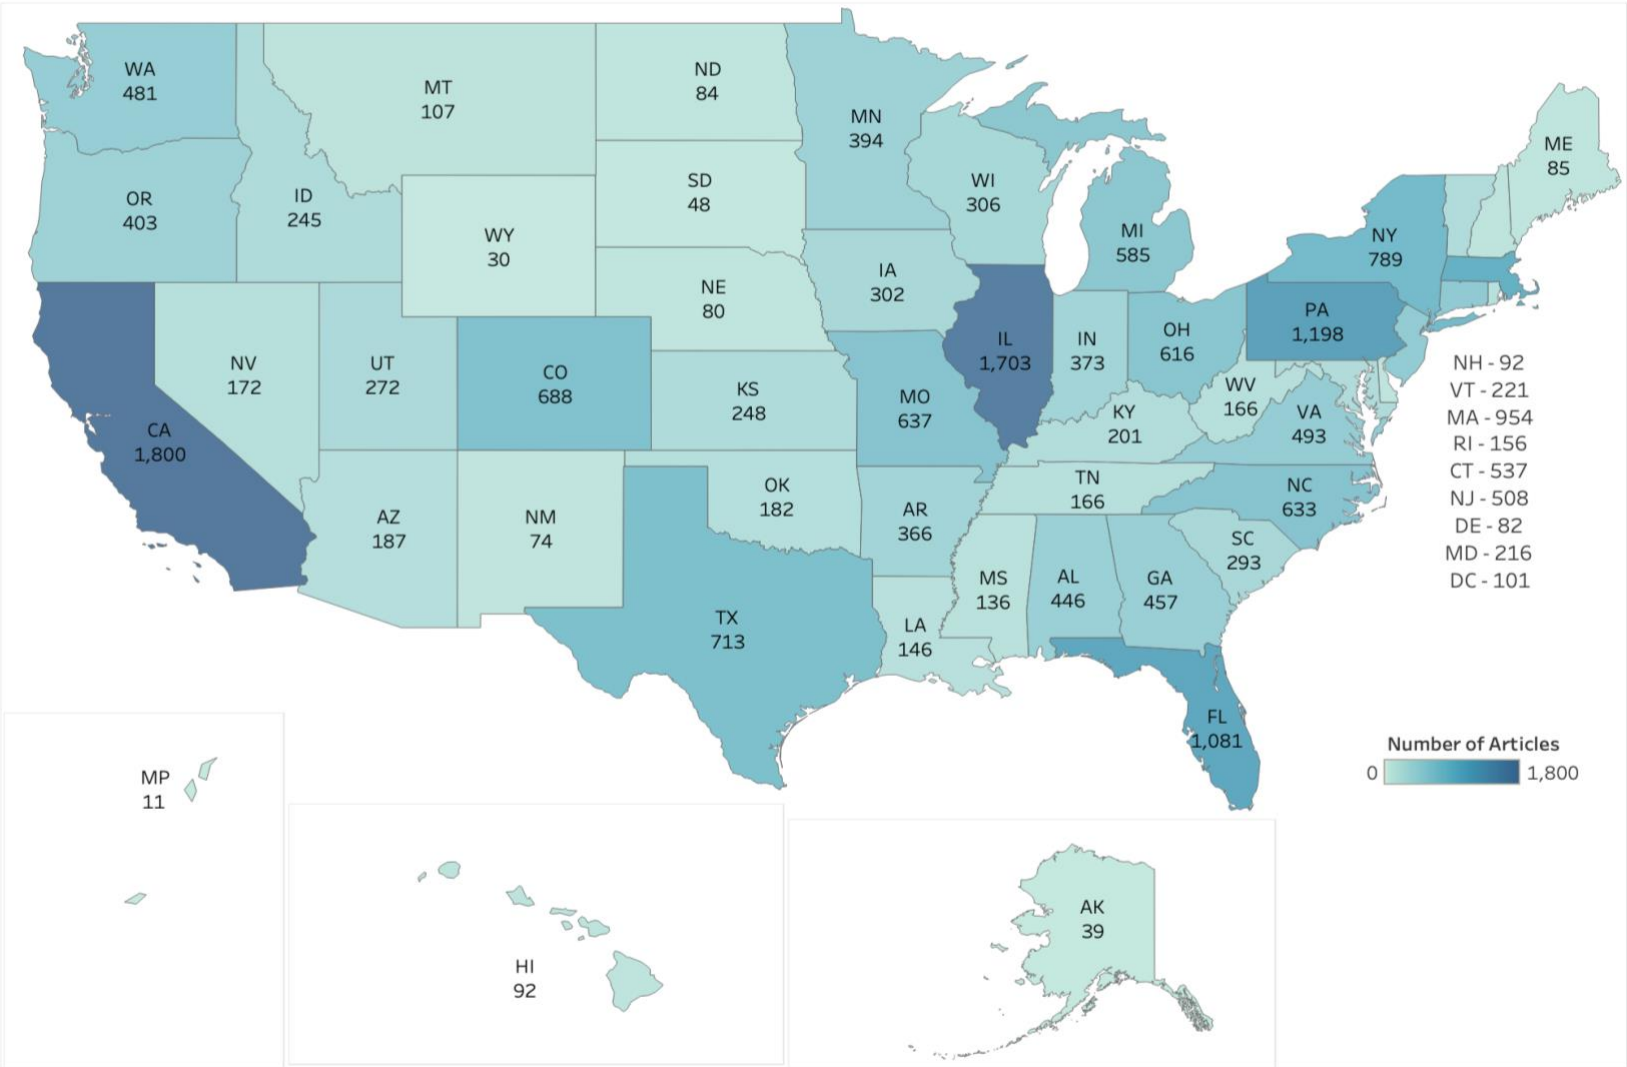 WA
481
MT
107
ND
84
MN
394
ME
85
OR
403
ID
245
SD
48
WI
306
WY
30
MI
585
NY
789
IA
302
NE
80
PA
1,198
NV
172
UT
272
CO
688
KS
248
MO
637
IL
1,703
IN
373
OH
616
WV
166
VA
493
KY
201
CA
1,800
NH - 92
VT - 221
MA - 954
RI - 156
CT - 537
NJ - 508
DE - 82
MD - 216
DC - 101
AZ
187
NM
74
OK
182
AR
366
TN
166
NC
633
SC
293
MS
136
AL
446
GA
457
TX
713
LA
146
FL
1,081
Number of Articles
0 1,800
MP
11
HI
92
AK
39